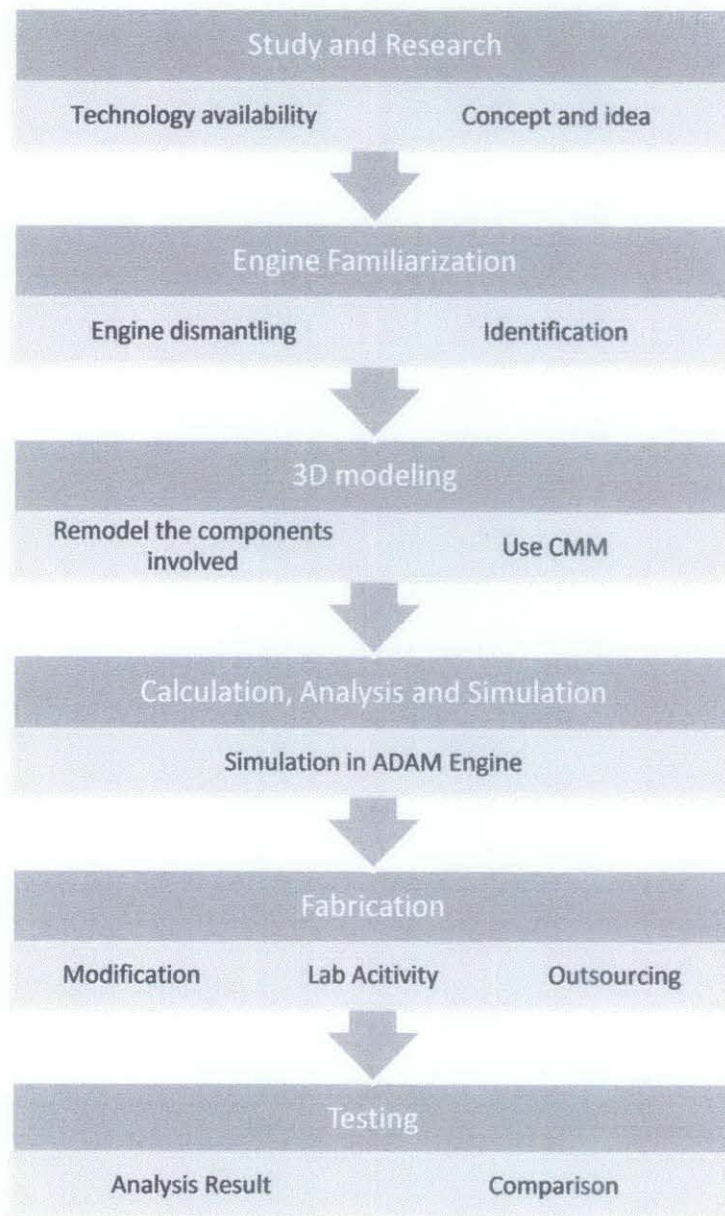 Study and Research
Technology availability Concept and idea
Engine Familiarization
Engine dismantling Identification
3D modeling
Remodel the components
involved
Use CMM
Calculation, Analysis and Simulation
Simulation in ADAM Engine
Fabrication
Modification Lab Acitivity Outsourcing
Testing
Analysis Result Comparison